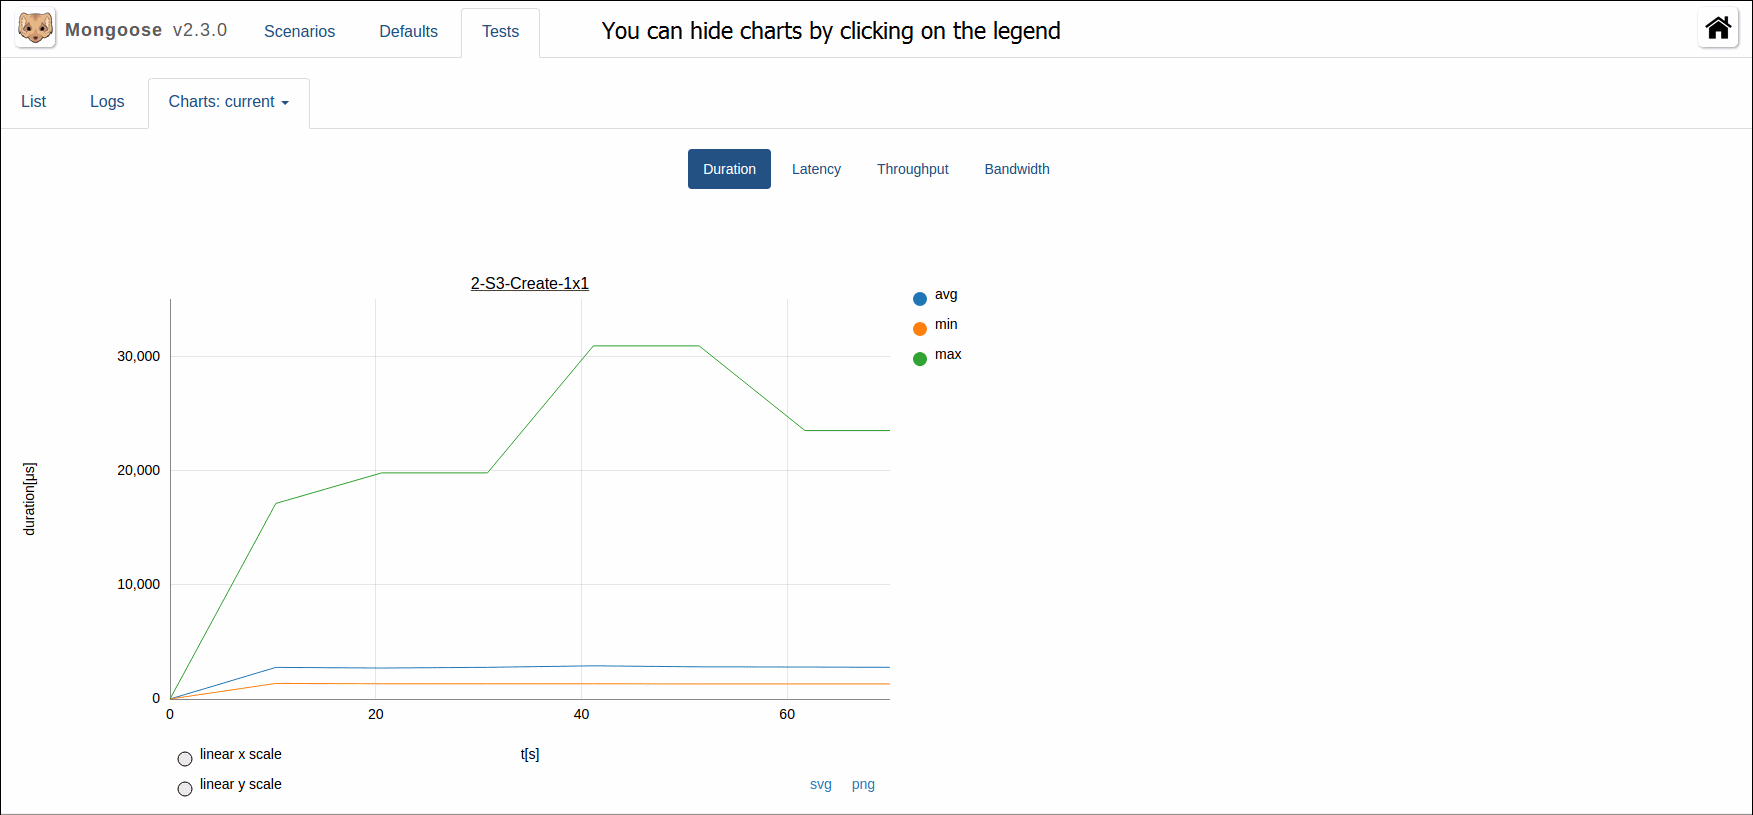 Mongoose v2.3.0 Scenarios Defaults Tests You can hide charts by clicking on the legend
List Logs Charts: current
Duration Latency Throughput Bandwidth
2-S3-Create-1x1
avg
min
max
30,000
20,000
10,000
0
duration[µs]
0 20 40 60
t[s]
linear x scale
linear y scale
svg png